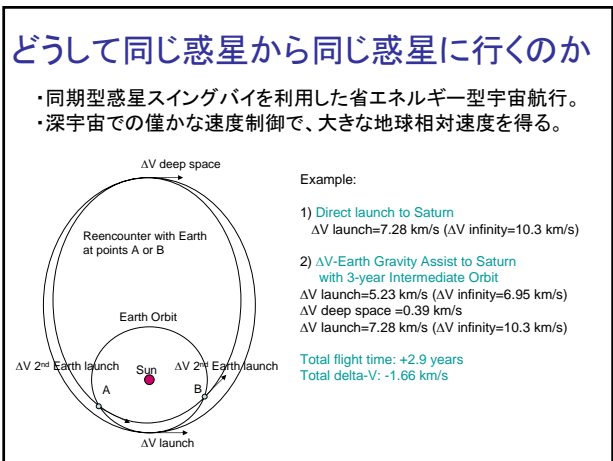 どうして同じ惑星から同じ惑星に行くのか
・同期型惑星スイングバイを利用した省エネルギー型宇宙航行。
・深宇宙での僅かな速度制御で、大きな地球相対速度を得る。
ΔV deep space
Reencounter with Earth
at points A or B
Earth Orbit
ΔV 2nd Earth launch
Sun
ΔV 2nd Earth launch
A
B
ΔV launch
Example:
1) Direct launch to Saturn
ΔV launch=7.28 km/s (ΔV infinity=10.3 km/s)
2) ΔV-Earth Gravity Assist to Saturn
with 3-year Intermediate Orbit
ΔV launch=5.23 km/s (ΔV infinity=6.95 km/s)
ΔV deep space =0.39 km/s
ΔV launch=7.28 km/s (ΔV infinity=10.3 km/s)
Total flight time: +2.9 years
Total delta-V: -1.66 km/s